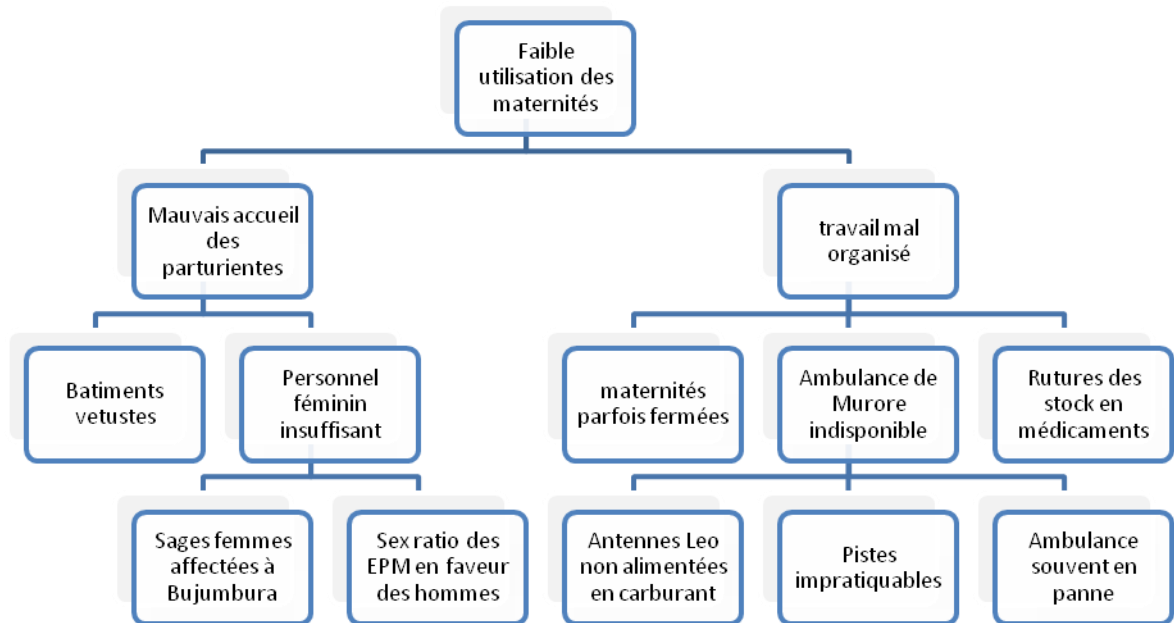 Faible
utilisation des
maternités
Mauvais accueil
des
parturientes
travail mal
organisé
Batiments
vetustes
Personnel
féminin
insuffisant
maternités
parfois fermées
Ambulance de
Murore
indisponible
Rutures des
stock en
médicaments
Sages femmes
affectées à
Bujumbura
Sex ratio des
EPM en faveur
des hommes
Antennes Leo
non alimentées
en carburant
Pistes
impratiquables
Ambulance
souvent en
panne